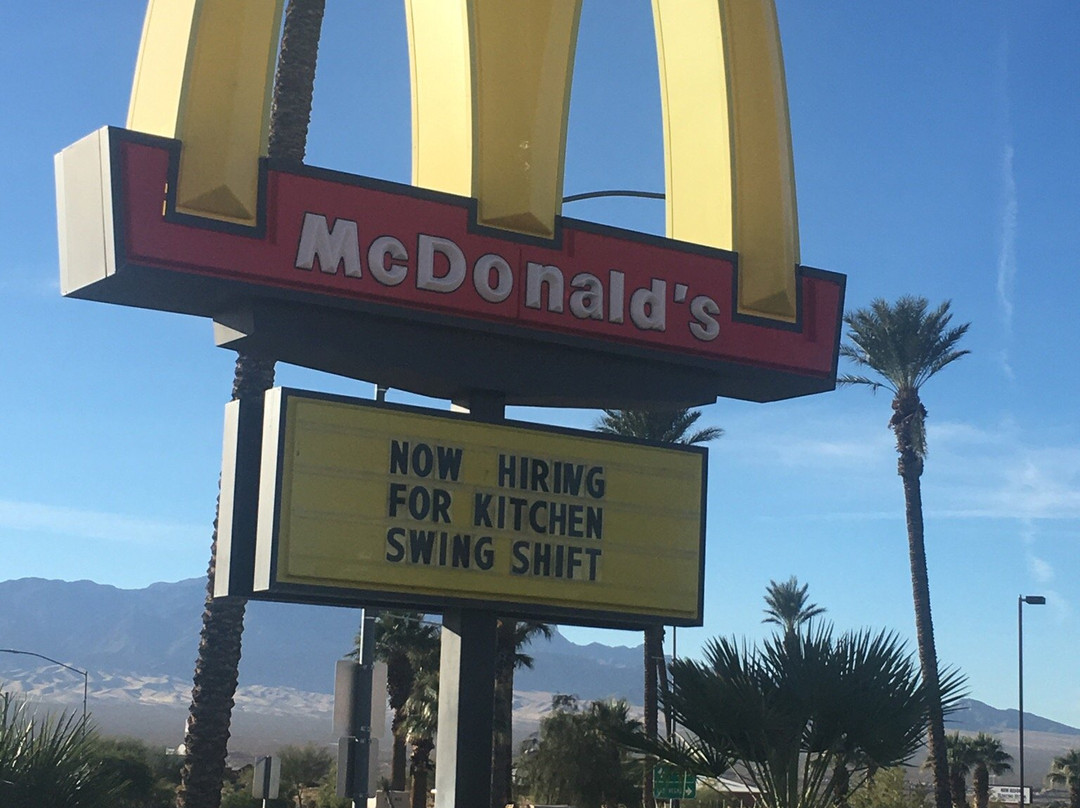 McDonald's
NOW HIRING
FOR KITCHEN
SWING SHIFT